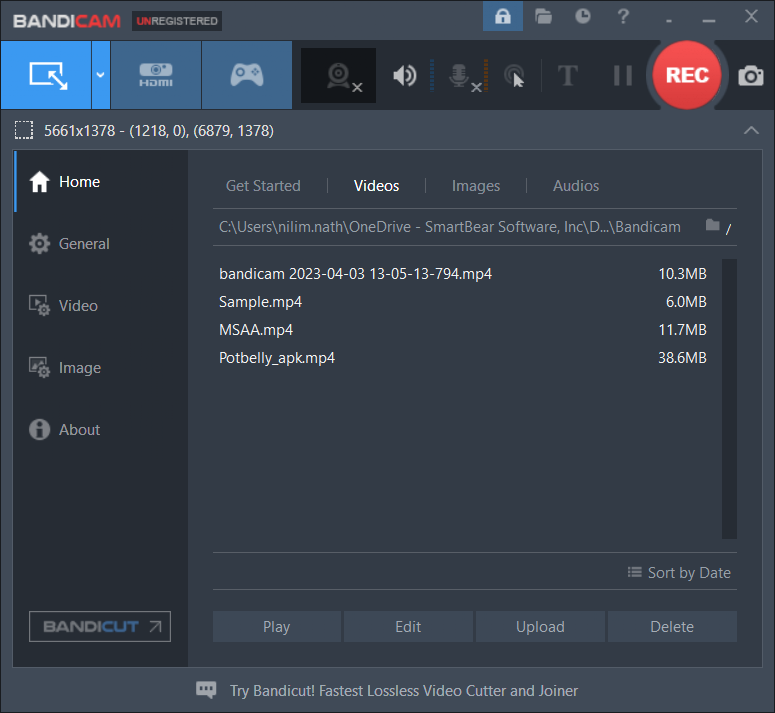 BANDICAM UNREGISTERED ?
HDMI T REC
5661x1378 - (1218, 0), (6879, 1378)
Home
General
Video
Image
About
BANDICUT
Get Started Videos Images Audios
C:\Users\nilim.nath\OneDrive - SmartBear Software, Inc\D...\Bandicam /
bandicam 2023-04-03 13-05-13-794.mp4 10.3MB
Sample.mp4 6.0MB
MSAA.mp4 11.7MB
Potbelly_apk.mp4 38.6MB
Sort by Date
Play Edit Upload Delete
Try Bandicut! Fastest Lossless Video Cutter and Joiner